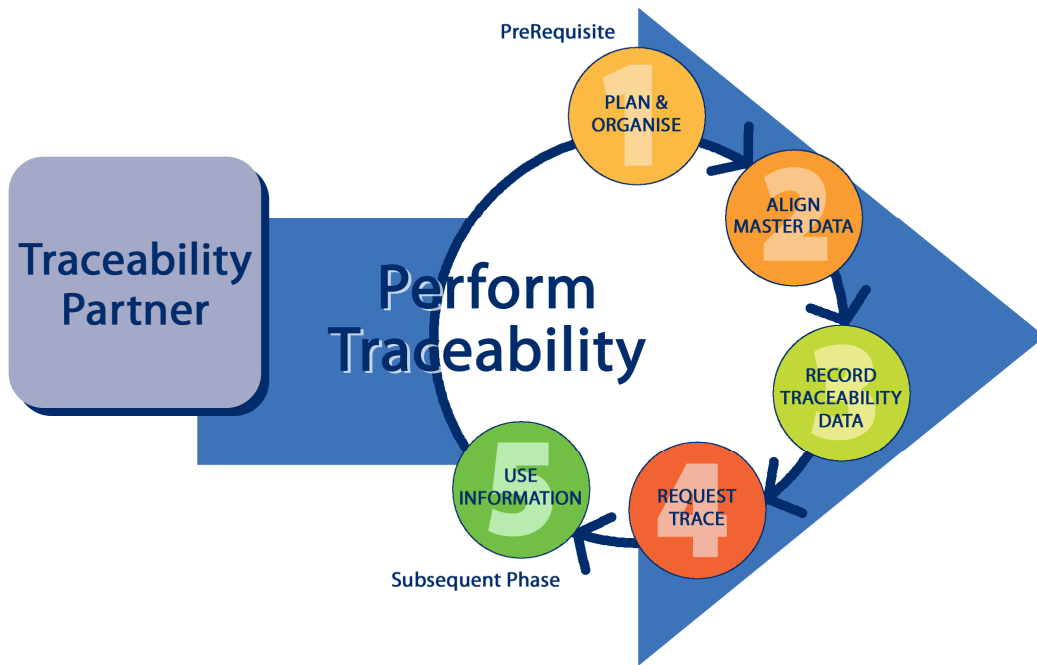 PreRequisite
1
PLAN &
ORGANISE
2
ALIGN
MASTER DATA
Traceability
Partner
Perform
Traceability
3
RECORD
TRACEABILITY
DATA
4
REQUEST
TRACE
5
USE
INFORMATION
Subsequent Phase